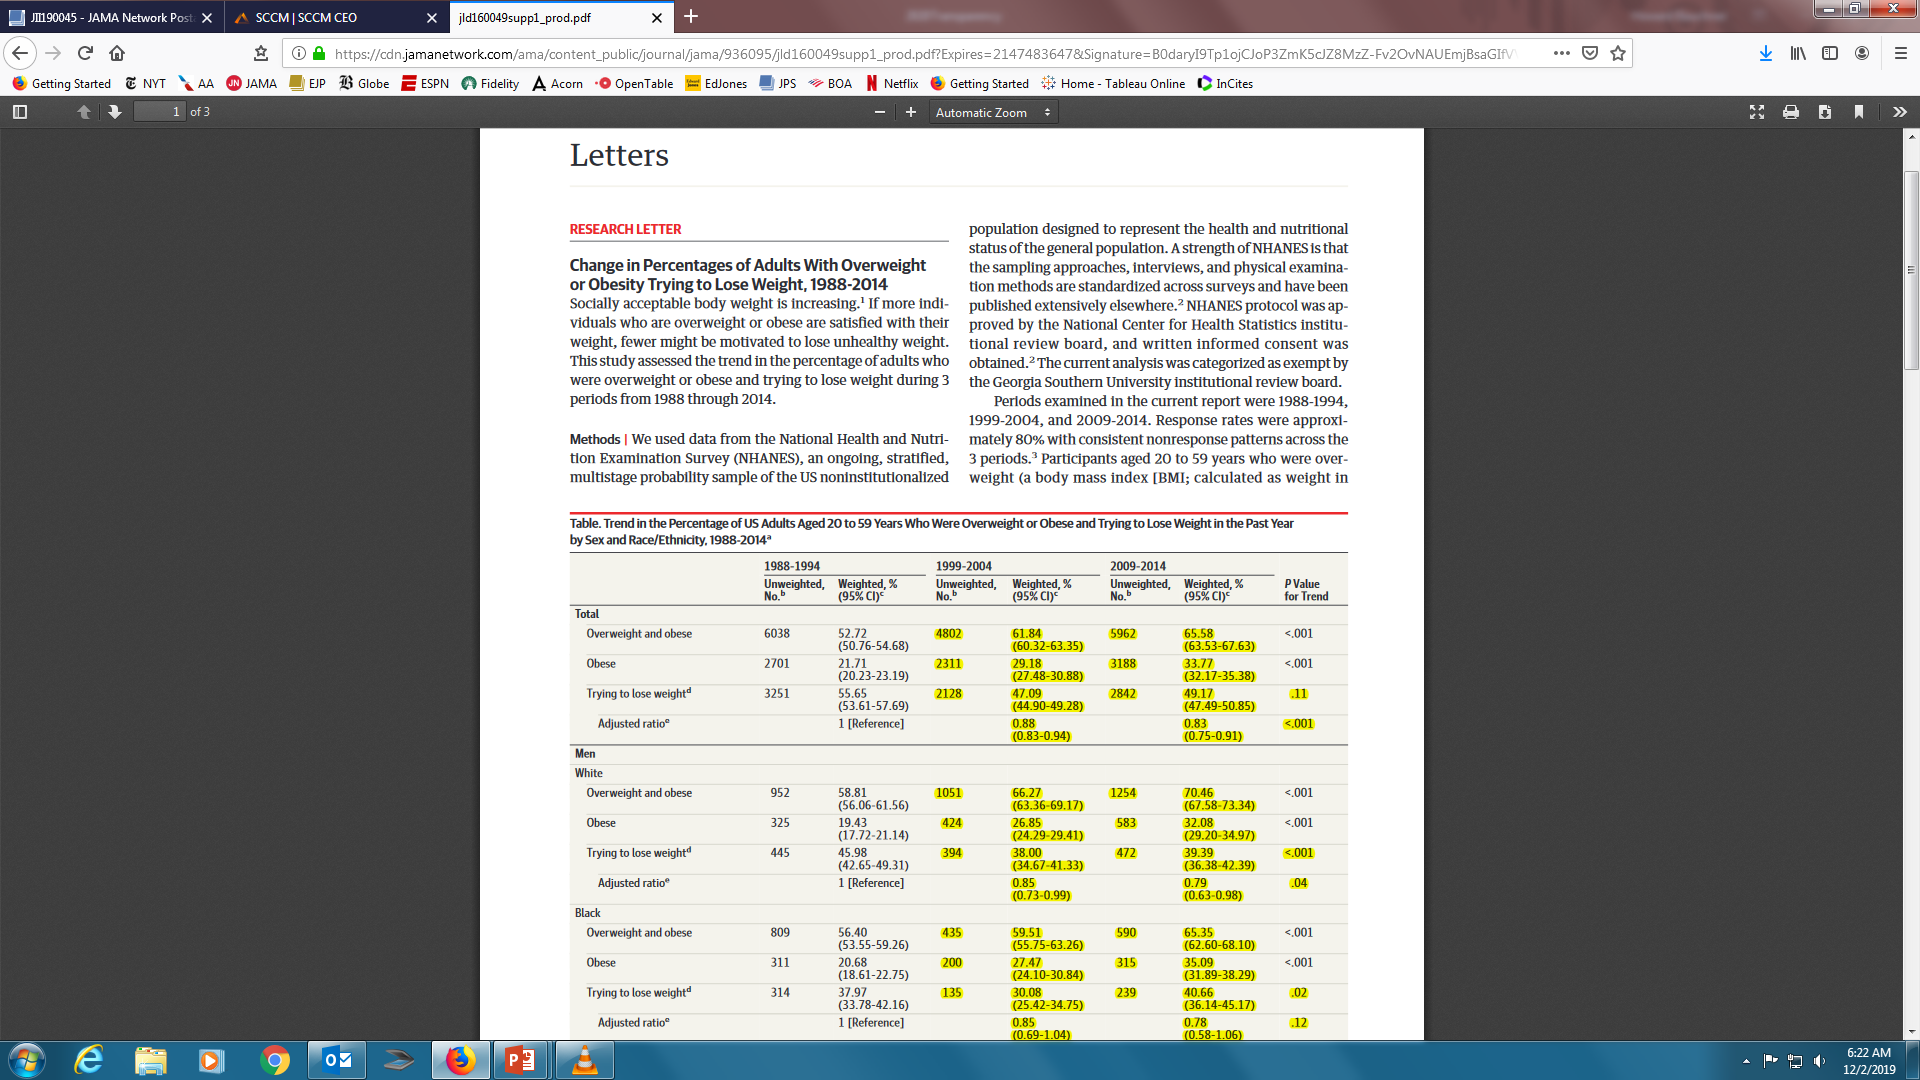 JII190045 - JAMA Network Post
SCCM | SCCM CEO
jld160049supp1_prod.pdf
https://cdn.jamanetwork.com/ama/content_public/journal/jama/936095/jld160049supp1_prod.pdf?Expires=2147483647&Signature=B0daryI9Tp1ojCJoP3ZmK5cJZ8MzZ-Fv2OvNAUEmjBsaGIfV
Getting Started NYT AA JAMA EJP Globe ESPN Fidelity Acorn OpenTable EdJones JPS BOA Netflix Getting Started Home - Tableau Online InCites
1 of 3
Automatic Zoom
Letters
RESEARCH LETTER
Change in Percentages of Adults With Overweight
or Obesity Trying to Lose Weight, 1988-2014
Socially acceptable body weight is increasing.1 If more indi-
viduals who are overweight or obese are satisfied with their
weight, fewer might be motivated to lose unhealthy weight.
This study assessed the trend in the percentage of adults who
were overweight or obese and trying to lose weight during 3
periods from 1988 through 2014.
Methods | We used data from the National Health and Nutri-
tion Examination Survey (NHANES), an ongoing, stratified,
multistage probability sample of the US noninstitutionalized
population designed to represent the health and nutritional
status of the general population. A strength of NHANES is that
the sampling approaches, interviews, and physical examina-
tion methods are standardized across surveys and have been
published extensively elsewhere.2 NHANES protocol was ap-
proved by the National Center for Health Statistics institu-
tional review board, and written informed consent was
obtained.2 The current analysis was categorized as exempt by
the Georgia Southern University institutional review board.
Periods examined in the current report were 1988-1994,
1999-2004, and 2009-2014. Response rates were approxi-
mately 80% with consistent nonresponse patterns across the
3 periods.3 Participants aged 20 to 59 years who were over-
weight (a body mass index [BMI; calculated as weight in
Table. Trend in the Percentage of US Adults Aged 20 to 59 Years Who Were Overweight or Obese and Trying to Lose Weight in the Past Year
by Sex and Race/Ethnicity, 1988-2014a
1988-1994 1999-2004 2009-2014
Unweighted, Weighted, % Unweighted, Weighted, % Unweighted, Weighted, % P Value
No.b (95% CI)c No.b (95% CI)c No.b (95% CI)c for Trend
Total
Overweight and obese 6038 52.72 4802 61.84 5962 65.58 <.001
(50.76-54.68) (60.32-63.35) (63.53-67.63)
Obese 2701 21.71 2311 29.18 3188 33.77 <.001
(20.23-23.19) (27.48-30.88) (32.17-35.38)
Trying to lose weightd 3251 55.65 2128 47.09 2842 49.17 .11
(53.61-57.69) (44.90-49.28) (47.49-50.85)
Adjusted ratioe 1 [Reference] 0.88 0.83 <.001
(0.83-0.94) (0.75-0.91)
Men
White
Overweight and obese 952 58.81 1051 66.27 1254 70.46 <.001
(56.06-61.56) (63.36-69.17) (67.58-73.34)
Obese 325 19.43 424 26.85 583 32.08 <.001
(17.72-21.14) (24.29-29.41) (29.20-34.97)
Trying to lose weightd 445 45.98 394 38.00 472 39.39 <.001
(42.65-49.31) (34.67-41.33) (36.38-42.39)
Adjusted ratioe 1 [Reference] 0.85 0.79 .04
(0.73-0.99) (0.63-0.98)
Black
Overweight and obese 809 56.40 435 59.51 590 65.35 <.001
(53.55-59.26) (55.75-63.26) (62.60-68.10)
Obese 311 20.68 200 27.47 315 35.09 <.001
(18.61-22.75) (24.10-30.84) (31.89-38.29)
Trying to lose weightd 314 37.97 135 30.08 239 40.66 .02
(33.78-42.16) (25.42-34.75) (36.14-45.17)
Adjusted ratioe 1 [Reference] 0.85 0.78 .12
(0.69-1.04) (0.58-1.06)
6:22 AM
12/2/2019